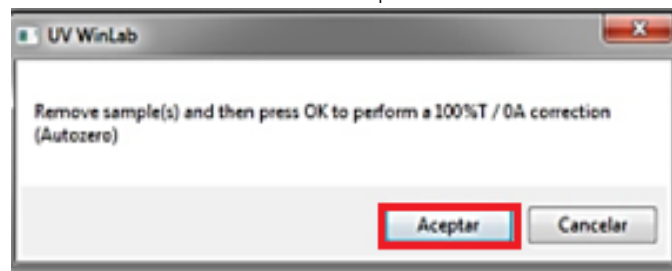 UV WinLab
Remove sample(s) and then press OK to perform a 100%T / 0A correction
(Autozero)
Aceptar
Cancelar